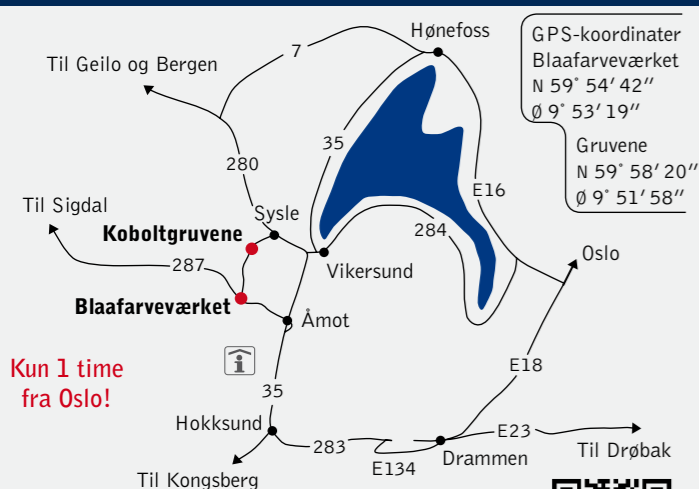 Hønefoss
GPS-koordinater
Blaafarveværket
N 59° 54′ 42″
Ø 9° 53′ 19″
Gruvene
N 59° 58′ 20″
Ø 9° 51′ 58″
7
Til Geilo og Bergen
35
280
E16
Til Sigdal
Sysle
284
Koboltgruvene
Oslo
287
Vikersund
Blaafarveværket
Åmot
Kun 1 time
fra Oslo!
E18
35
Hokksund
283
E23
E134
Drammen
Til Drøbak
Til Kongsberg